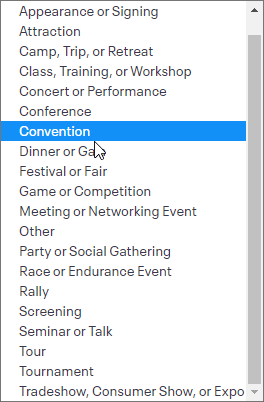 Appearance or Signing
Attraction
Camp, Trip, or Retreat
Class, Training, or Workshop
Concert or Performance
Conference
Convention
Dinner or Ga
Festival or Fair
Game or Competition
Meeting or Networking Event
Other
Party or Social Gathering
Race or Endurance Event
Rally
Screening
Seminar or Talk
Tour
Tournament
Tradeshow, Consumer Show, or Expo